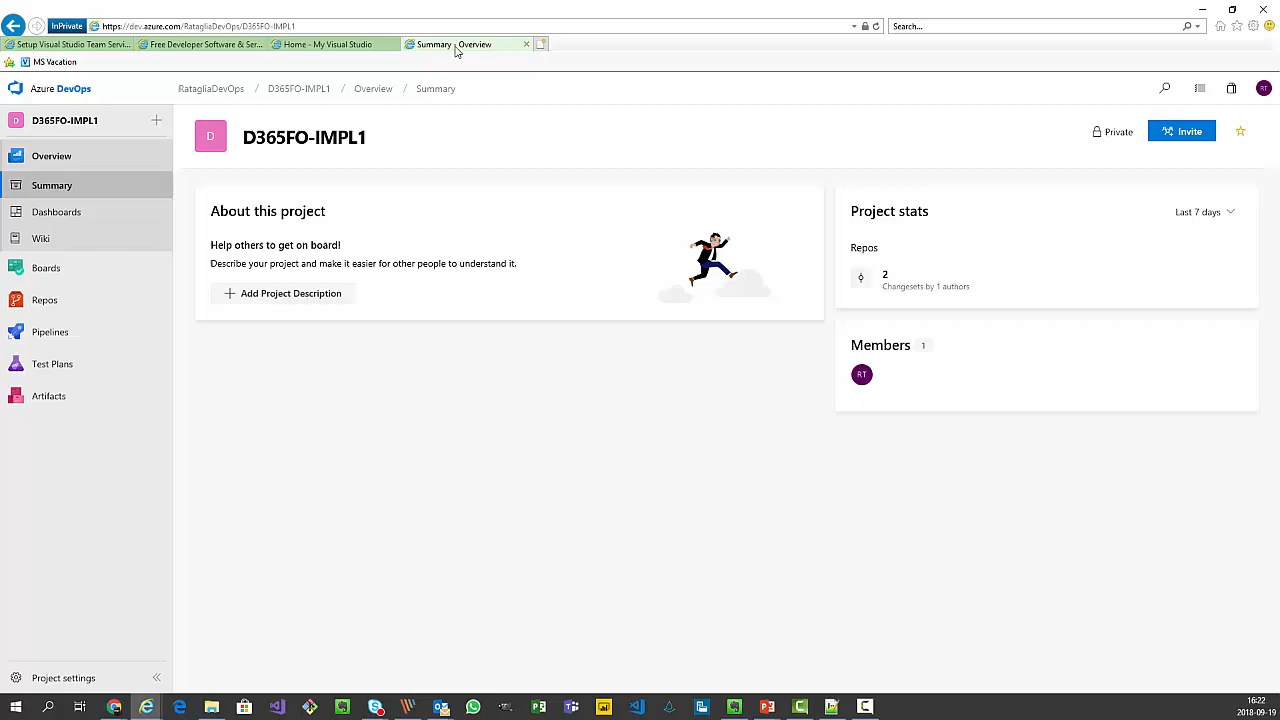 InPrivate
https://dev.azure.com/RatagliaDevOps/D365FO-IMPL1
Search...
Setup Visual Studio Team Servi...
Free Developer Software & Ser...
Home - My Visual Studio
Summary - Overview
MS Vacation
Azure DevOps
RatagliaDevOps / D365FO-IMPL1 / Overview / Summary
RT
D
D365FO-IMPL1
Overview
Summary
Dashboards
Wiki
Boards
Repos
Pipelines
Test Plans
Artifacts
Project settings
D
D365FO-IMPL1
Private
Invite
About this project
Help others to get on board!
Describe your project and make it easier for other people to understand it.
Add Project Description
Project stats
Last 7 days
Repos
2
Changesets by 1 authors
Members 1
RT
16:22
2018-09-19